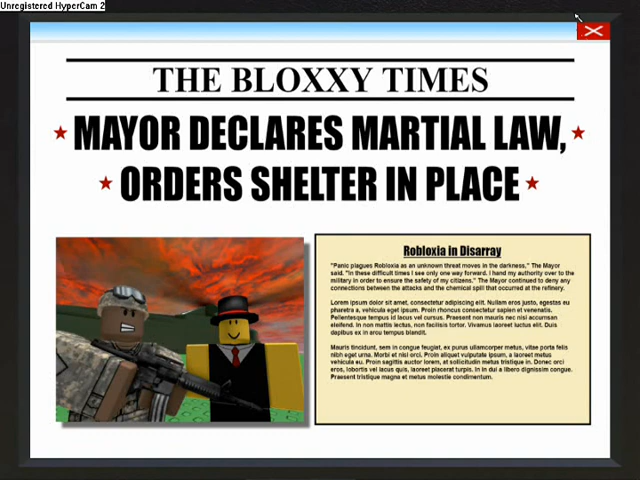 Unregistered HyperCam 2
THE BLOXXY TIMES
MAYOR DECLARES MARTIAL LAW,
ORDERS SHELTER IN PLACE
Robloxia in Disarray
"Panic plagues Robloxia as an unknown threat moves in the darkness," The Mayor
said. "In these difficult times I see only one way forward. I hand my authority over to the
military in order to ensure the safety of my citizens." The Mayor continued to deny any
connections between the attacks and the chemical spill that occurred at the refinery.
Lorem ipsum dolor sit amet, consectetur adipiscing elit. Nullam eros justo, egestas eu
pharetra a, vehicula eget ipsum. Proin rhoncus consectetur sapien et venenatis.
Pellentesque tempus id lacus vel cursus. Praesent non mauris nec nisi accumsan
eleifend. In non mattis lectus, non facilisis tortor. Vivamus laoreet luctus elit. Duis
dapibus ex in arcu tempus blandit.
Mauris tincidunt, sem in congue feugiat, ex purus ullamcorper metus, vitae porta felis
nibh eget urna. Morbi et nisi orci. Proin aliquet vulputate ipsum, a laoreet metus
vehicula eu. Proin sagittis auctor lorem, at sollicitudin metus tristique in. Donec orci
eros, lobortis vel lacus quis, laoreet placerat turpis. In in dui a libero dignissim congue.
Praesent tristique magna et metus molestie condimentum.